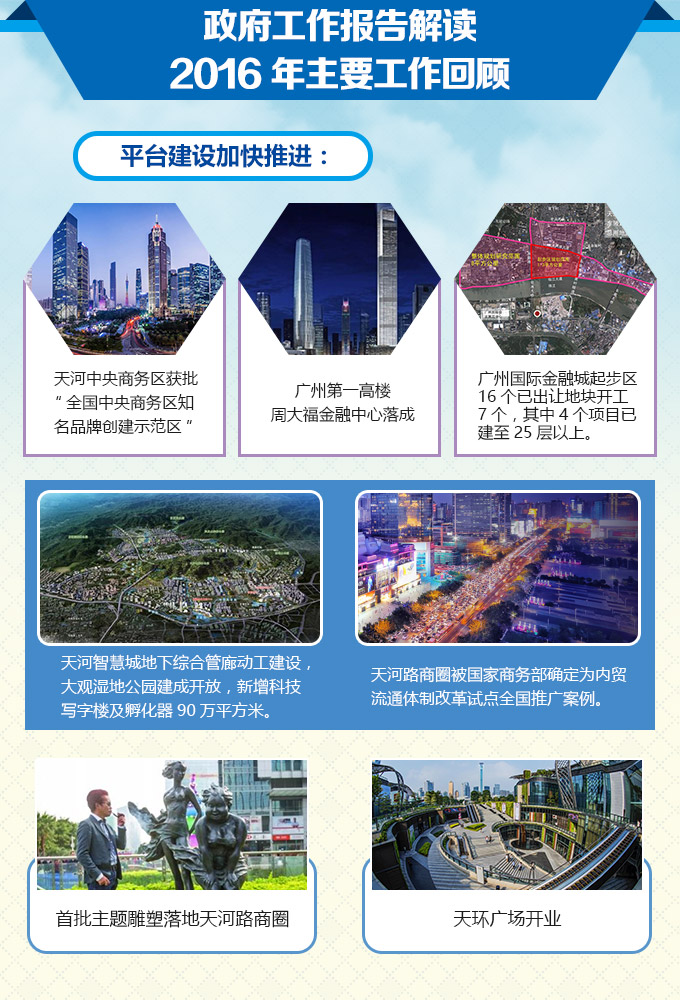 政府工作报告解读
2016 年主要工作回顾
平台建设加快推进：
天河中央商务区获批
“ 全国中央商务区知
名品牌创建示范区 ”
广州第一高楼
周大福金融中心落成
广州国际金融城起步区
16 个已出让地块开工
7 个，其中 4 个项目已
建至 25 层以上。
天河智慧城地下综合管廊动工建设，
大观湿地公园建成开放，新增科技
写字楼及孵化器 90 万平方米。
天河路商圈被国家商务部确定为内贸
流通体制改革试点全国推广案例。
首批主题雕塑落地天河路商圈
天环广场开业